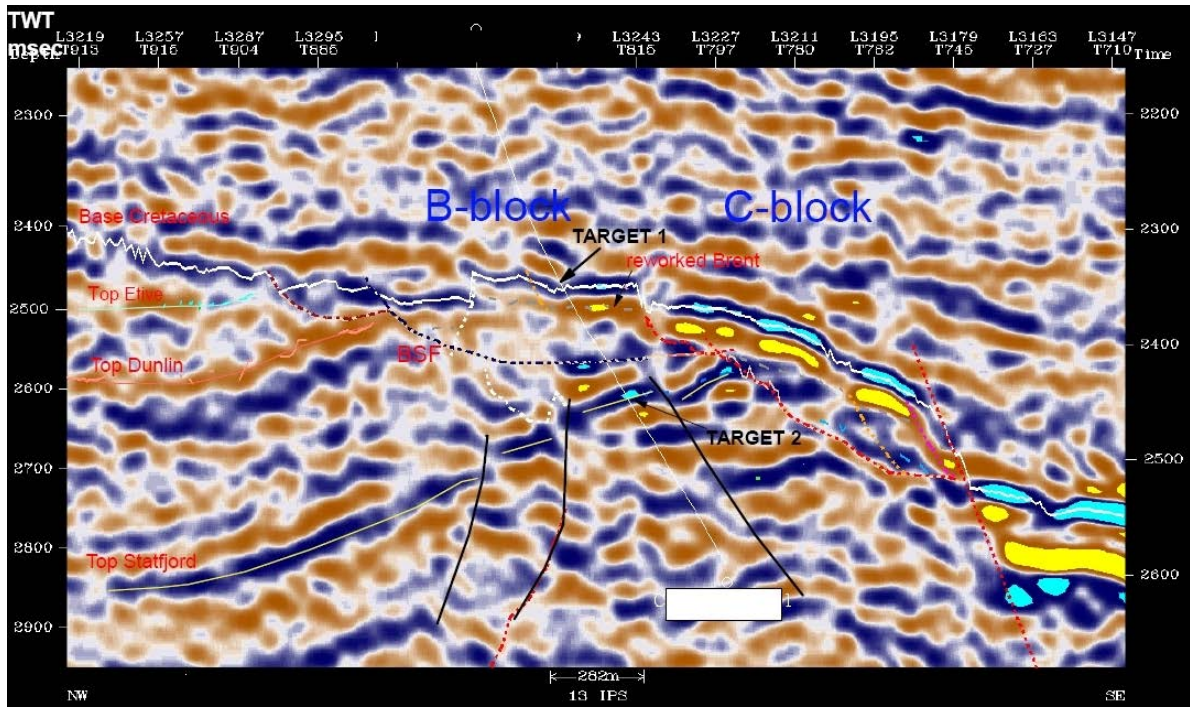 TWT
msec
L3219 L3257 L3287 L3295 L3243 L3227 L3211 L3195 L3179 L3163 L3147
T913 T915 T904 T886 T815 T797 T780 T762 T745 T727 T710
Time
2300
2200
B-block C-block
Base Cretaceous
2400
2300
TARGET 1
reworked Brent
Top Etive
2500
BSF
2400
Top Dunlin
2600
TARGET 2
2500
2700
Top Statfjord
2800
2600
2900
282m
NW 13 IPS SE